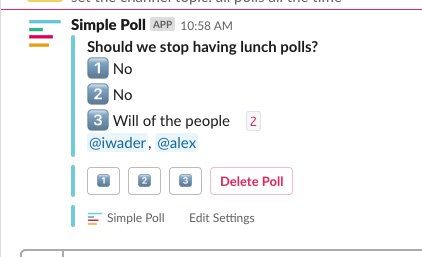 set the channel topic: all polls all the time
Simple Poll APP 10:58 AM
Should we stop having lunch polls?
1 No
2 No
3 Will of the people 2
@iwader, @alex
1 2 3 Delete Poll
Simple Poll Edit Settings